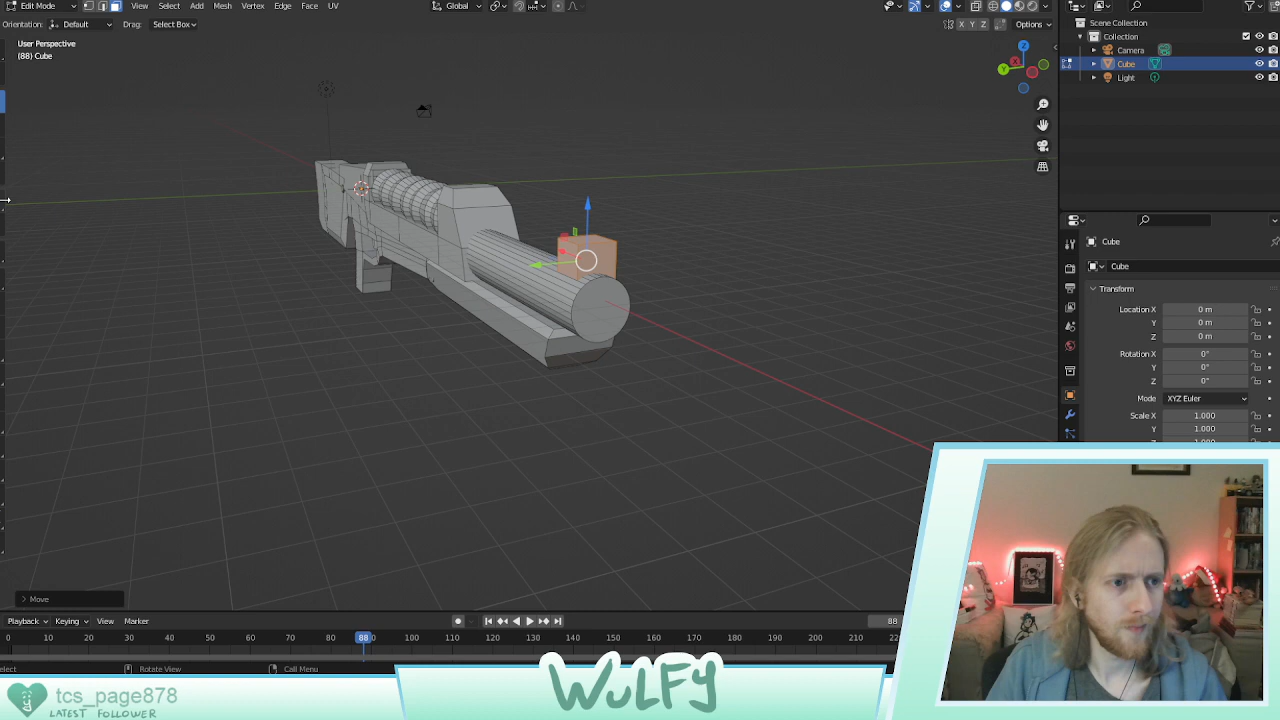 Edit Mode View Select Add Mesh Vertex Edge Face UV Global
Orientation: Default Drag: Select Box X Y Z Options
User Perspective
(88) Cube
Z
Y
X
Move
Scene Collection
Collection
Camera
Cube
Light
Cube
Cube
Transform
Location X 0 m
Y 0 m
Z 0 m
Rotation X 0°
Y 0°
Z 0°
Mode XYZ Euler
Scale X 1.000
Y 1.000
Playback Keying View Marker 88
0 10 20 30 40 50 60 70 80 88 100 110 120 130 140 150 160 170 180 190 200 210
Rotate View Call Menu
tcs_page878
LATEST FOLLOWER
WULFY